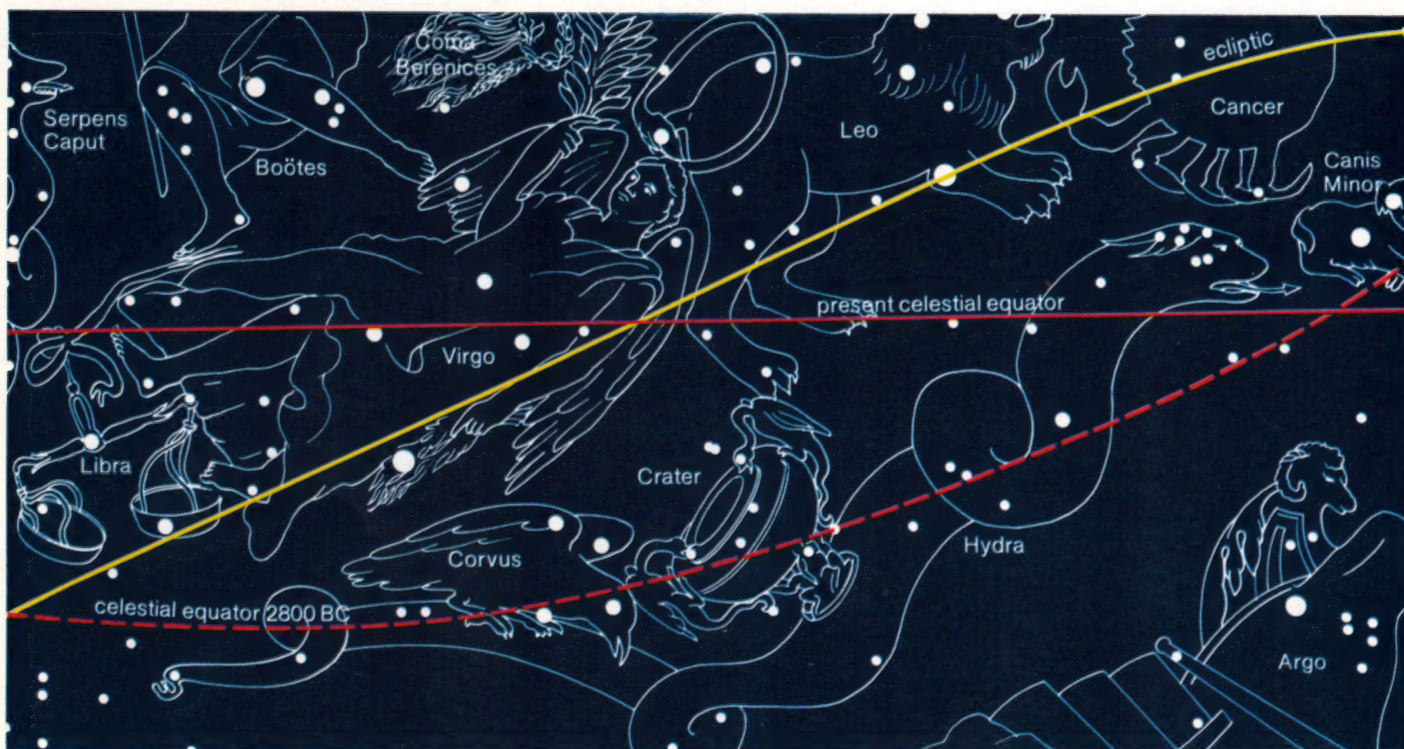 Coma
Berenices
ecliptic
Serpens
Caput
Boötes
Leo
Cancer
Canis
Minor
present celestial equator
Virgo
Libra
Crater
Corvus
Hydra
celestial equator 2800 BC
Argo